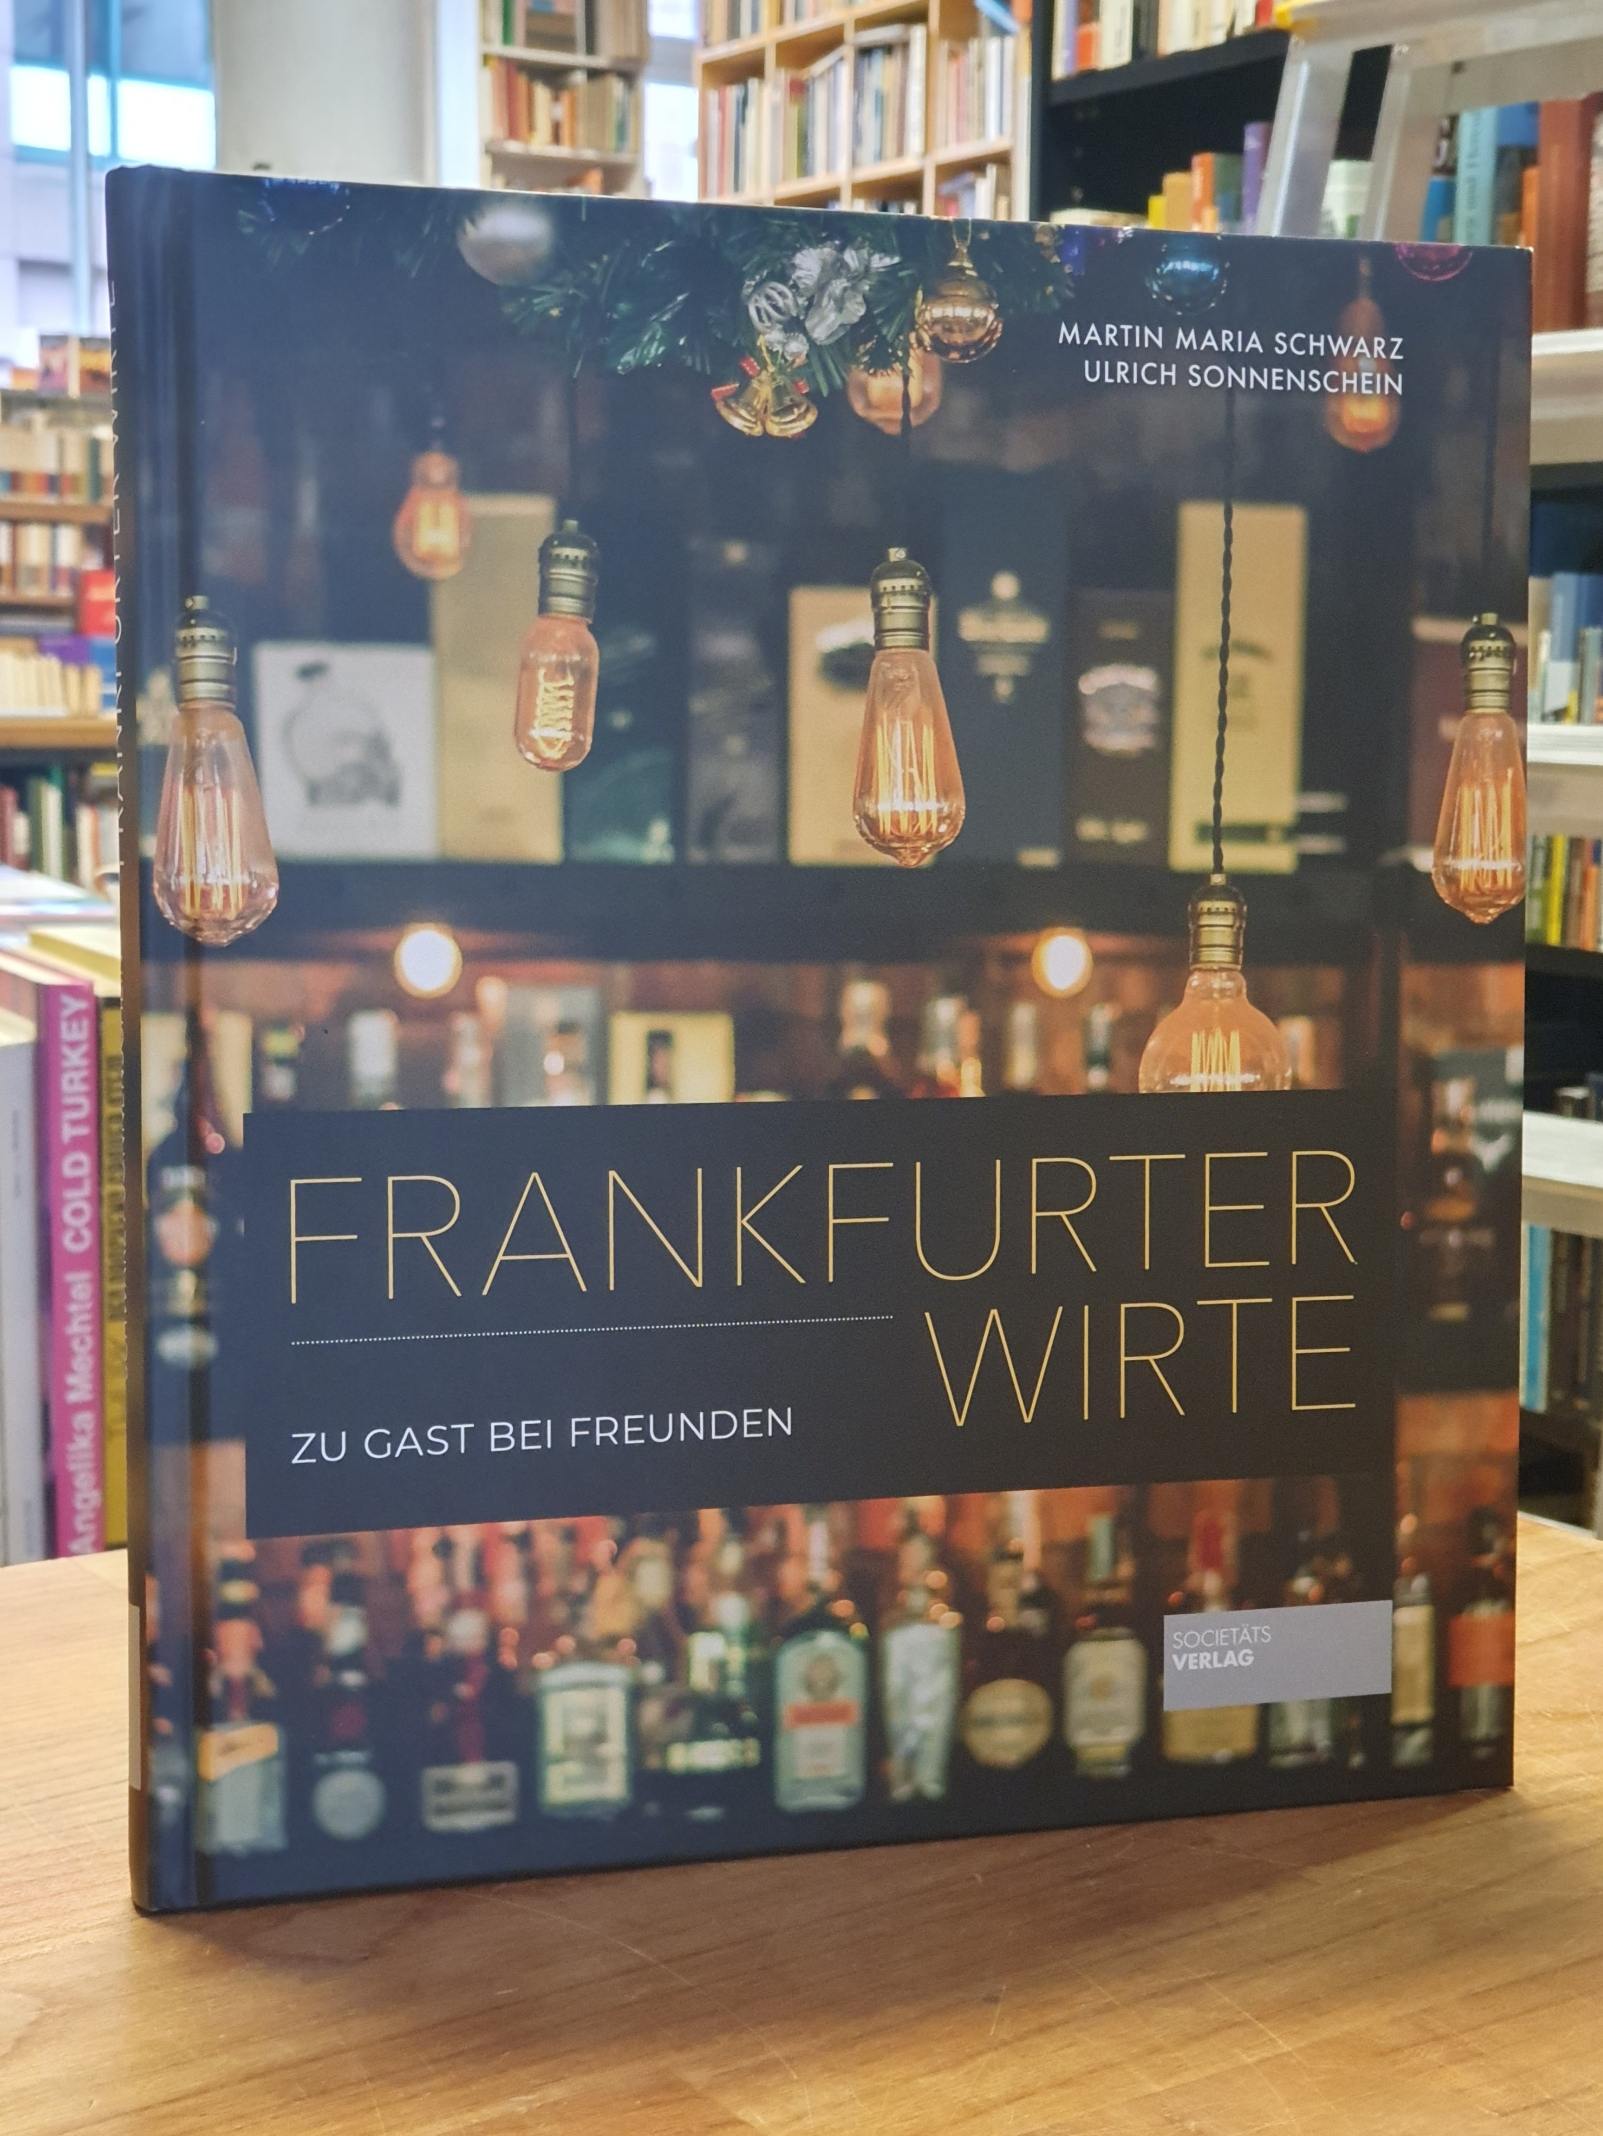 MARTIN MARIA SCHWARZ
ULRICH SONNENSCHEIN
FRANKFURTER
WIRTE
ZU GAST BEI FREUNDEN
SOCIETÄTS
VERLAG
Angelika Mechtel COLD TURKEY